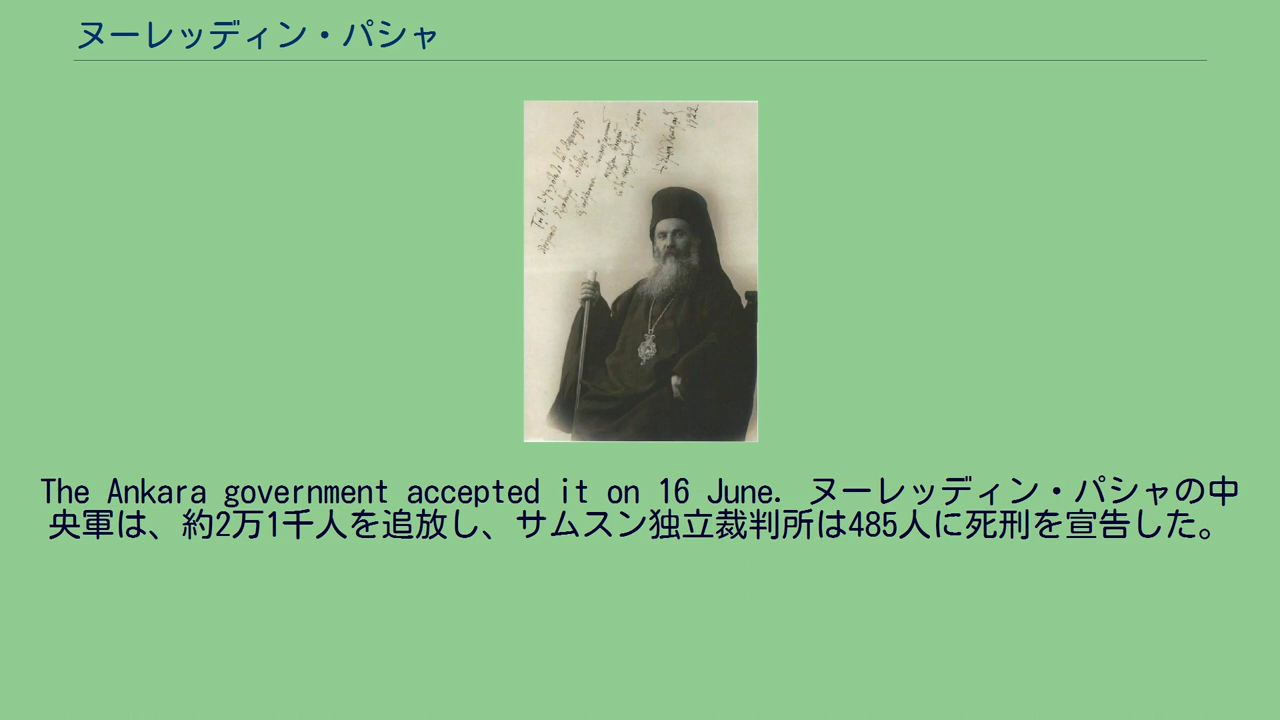 ヌーレッディン・パシャ
1922
The Ankara government accepted it on 16 June. ヌーレッディン・パシャの中
央軍は、約2万1千人を追放し、サムスン独立裁判所は485人に死刑を宣告した。